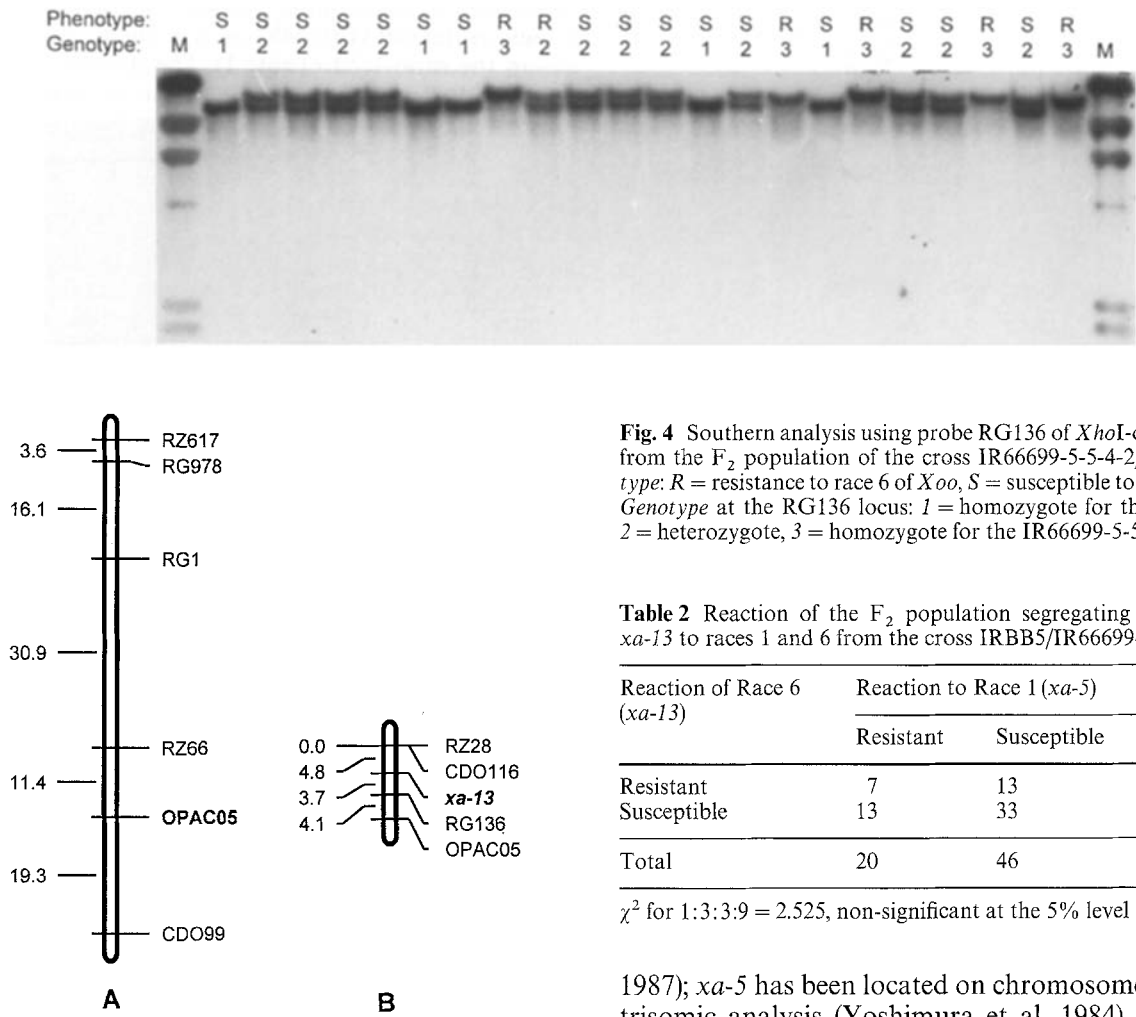 Phenotype: S S S S S S S R R S S S S S R S R S S R S R
Genotype: M 1 2 2 2 2 1 1 3 2 2 2 2 1 2 3 1 3 2 2 3 2 3 M
3.6
16.1
30.9
11.4
19.3
RZ617
RG978
RG1
RZ66
OPAC05
CDO99
A
0.0
4.8
3.7
4.1
RZ28
CDO116
xa-13
RG136
OPAC05
B
Fig. 4 Southern analysis using probe RG136 of XhoI-
from the F₂ population of the cross IR66699-5-5-4-2
type: R = resistance to race 6 of Xoo, S = susceptible to
Genotype at the RG136 locus: 1 = homozygote for th
2 = heterozygote, 3 = homozygote for the IR66699-5-5
Table 2 Reaction of the F₂ population segregating
xa-13 to races 1 and 6 from the cross IRBB5/IR66699-
Reaction of Race 6 Reaction to Race 1 (xa-5)
(xa-13)
Resistant Susceptible
Resistant 7 13
Susceptible 13 33
Total 20 46
χ² for 1:3:3:9 = 2.525, non-significant at the 5% level
1987); xa-5 has been located on chromosome
trisomic analysis (Yoshimura et al. 1984)